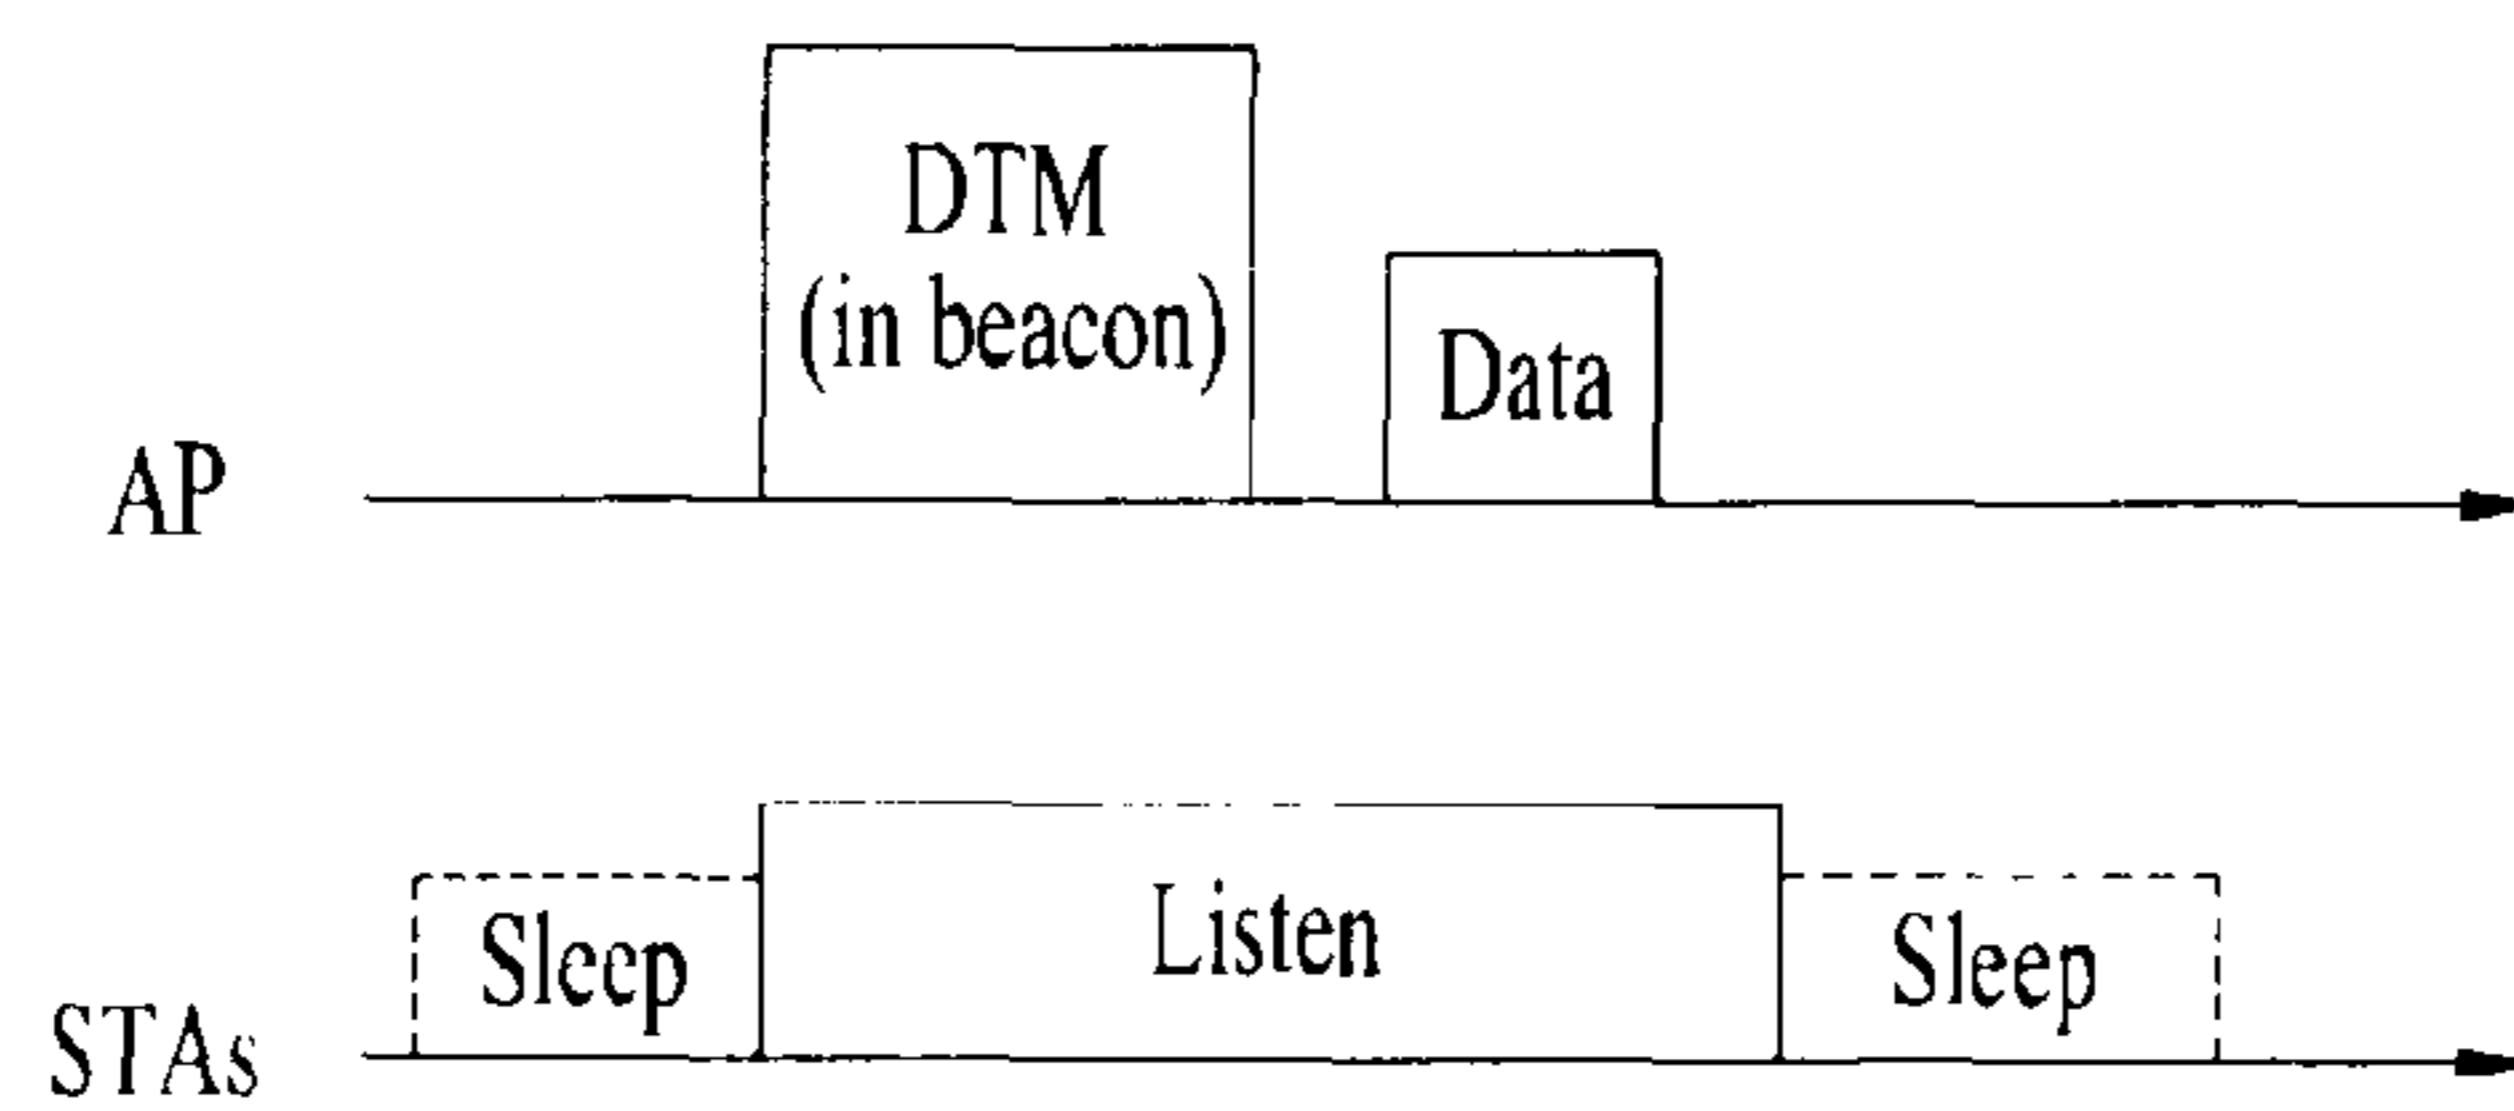 DTM
(in beacon)
Data
AP
Sleep
Listen
Sleep
STAs